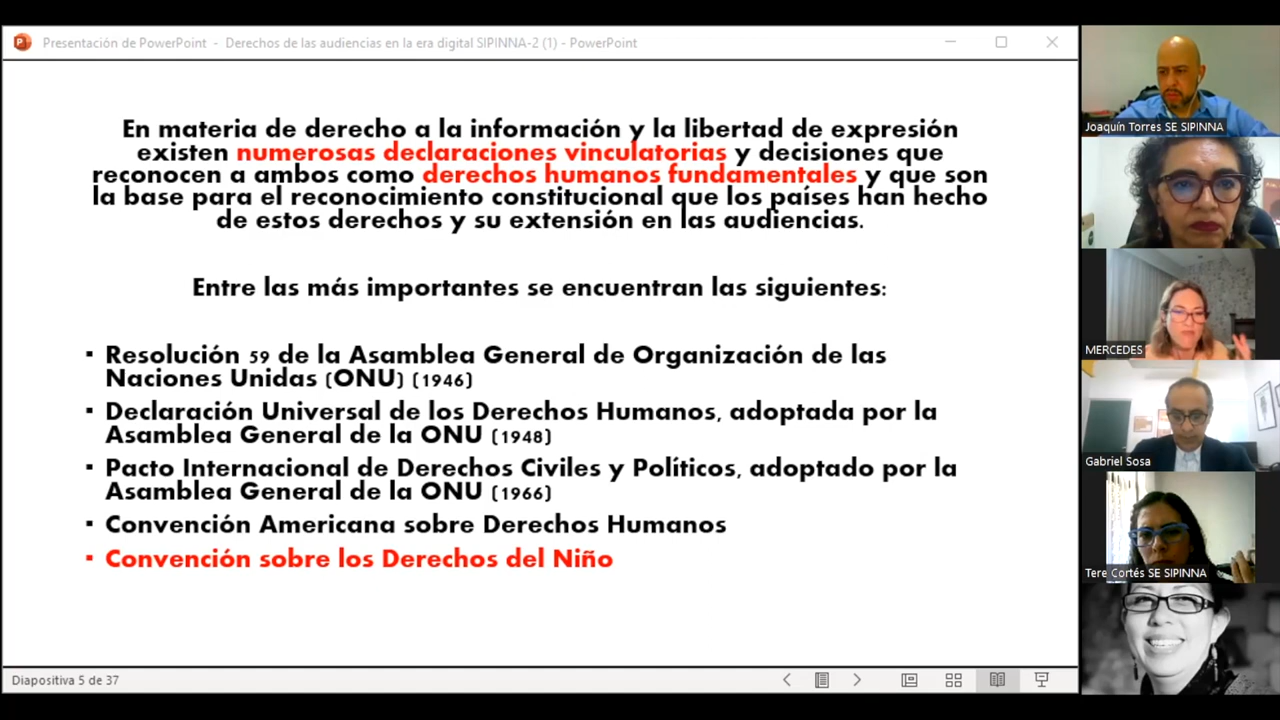 Presentación de PowerPoint - Derechos de las audiencias en la era digital SIPINNA-2 (1) - PowerPoint
En materia de derecho a la información y la libertad de expresión
existen numerosas declaraciones vinculatorias y decisiones que
reconocen a ambos como derechos humanos fundamentales y que son
la base para el reconocimiento constitucional que los países han hecho
de estos derechos y su extensión en las audiencias.
Entre las más importantes se encuentran las siguientes:
▪ Resolución 59 de la Asamblea General de Organización de las
Naciones Unidas (ONU) (1946)
▪ Declaración Universal de los Derechos Humanos, adoptada por la
Asamblea General de la ONU (1948)
▪ Pacto Internacional de Derechos Civiles y Políticos, adoptado por la
Asamblea General de la ONU (1966)
▪ Convención Americana sobre Derechos Humanos
▪ Convención sobre los Derechos del Niño
Diapositiva 5 de 37
Joaquín Torres SE SIPINNA
MERCEDES
Gabriel Sosa
Tere Cortés SE SIPINNA